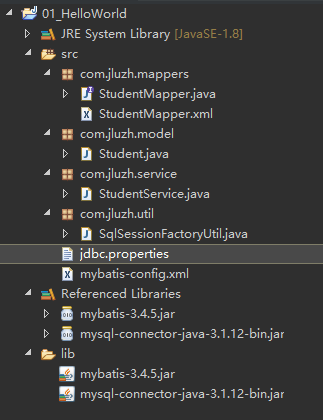 01_HelloWorld
JRE System Library [JavaSE-1.8]
src
com.jluzh.mappers
StudentMapper.java
StudentMapper.xml
com.jluzh.model
Student.java
com.jluzh.service
StudentService.java
com.jluzh.util
SqlSessionFactoryUtil.java
jdbc.properties
mybatis-config.xml
Referenced Libraries
mybatis-3.4.5.jar
mysql-connector-java-3.1.12-bin.jar
lib
mybatis-3.4.5.jar
mysql-connector-java-3.1.12-bin.jar